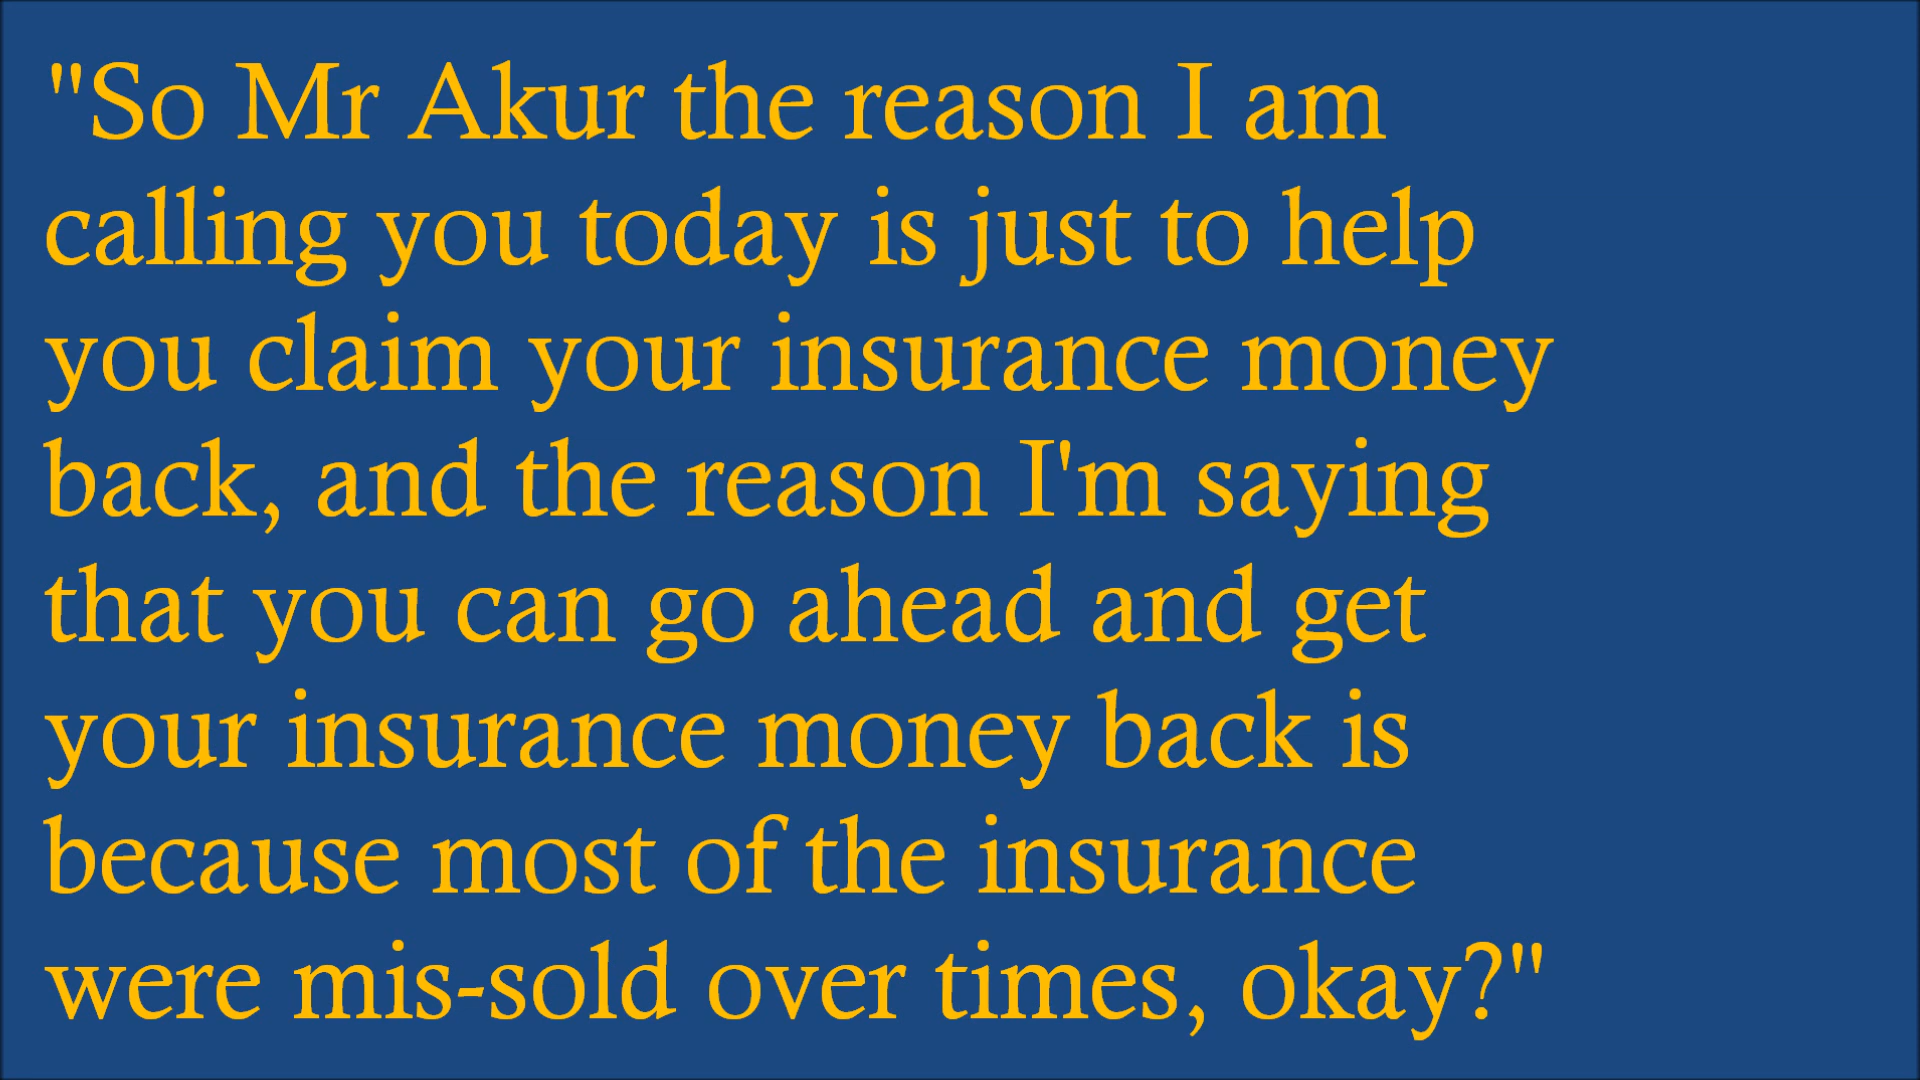 "So Mr Akur the reason I am
calling you today is just to help
you claim your insurance money
back, and the reason I'm saying
that you can go ahead and get
your insurance money back is
because most of the insurance
were mis-sold over times, okay?"